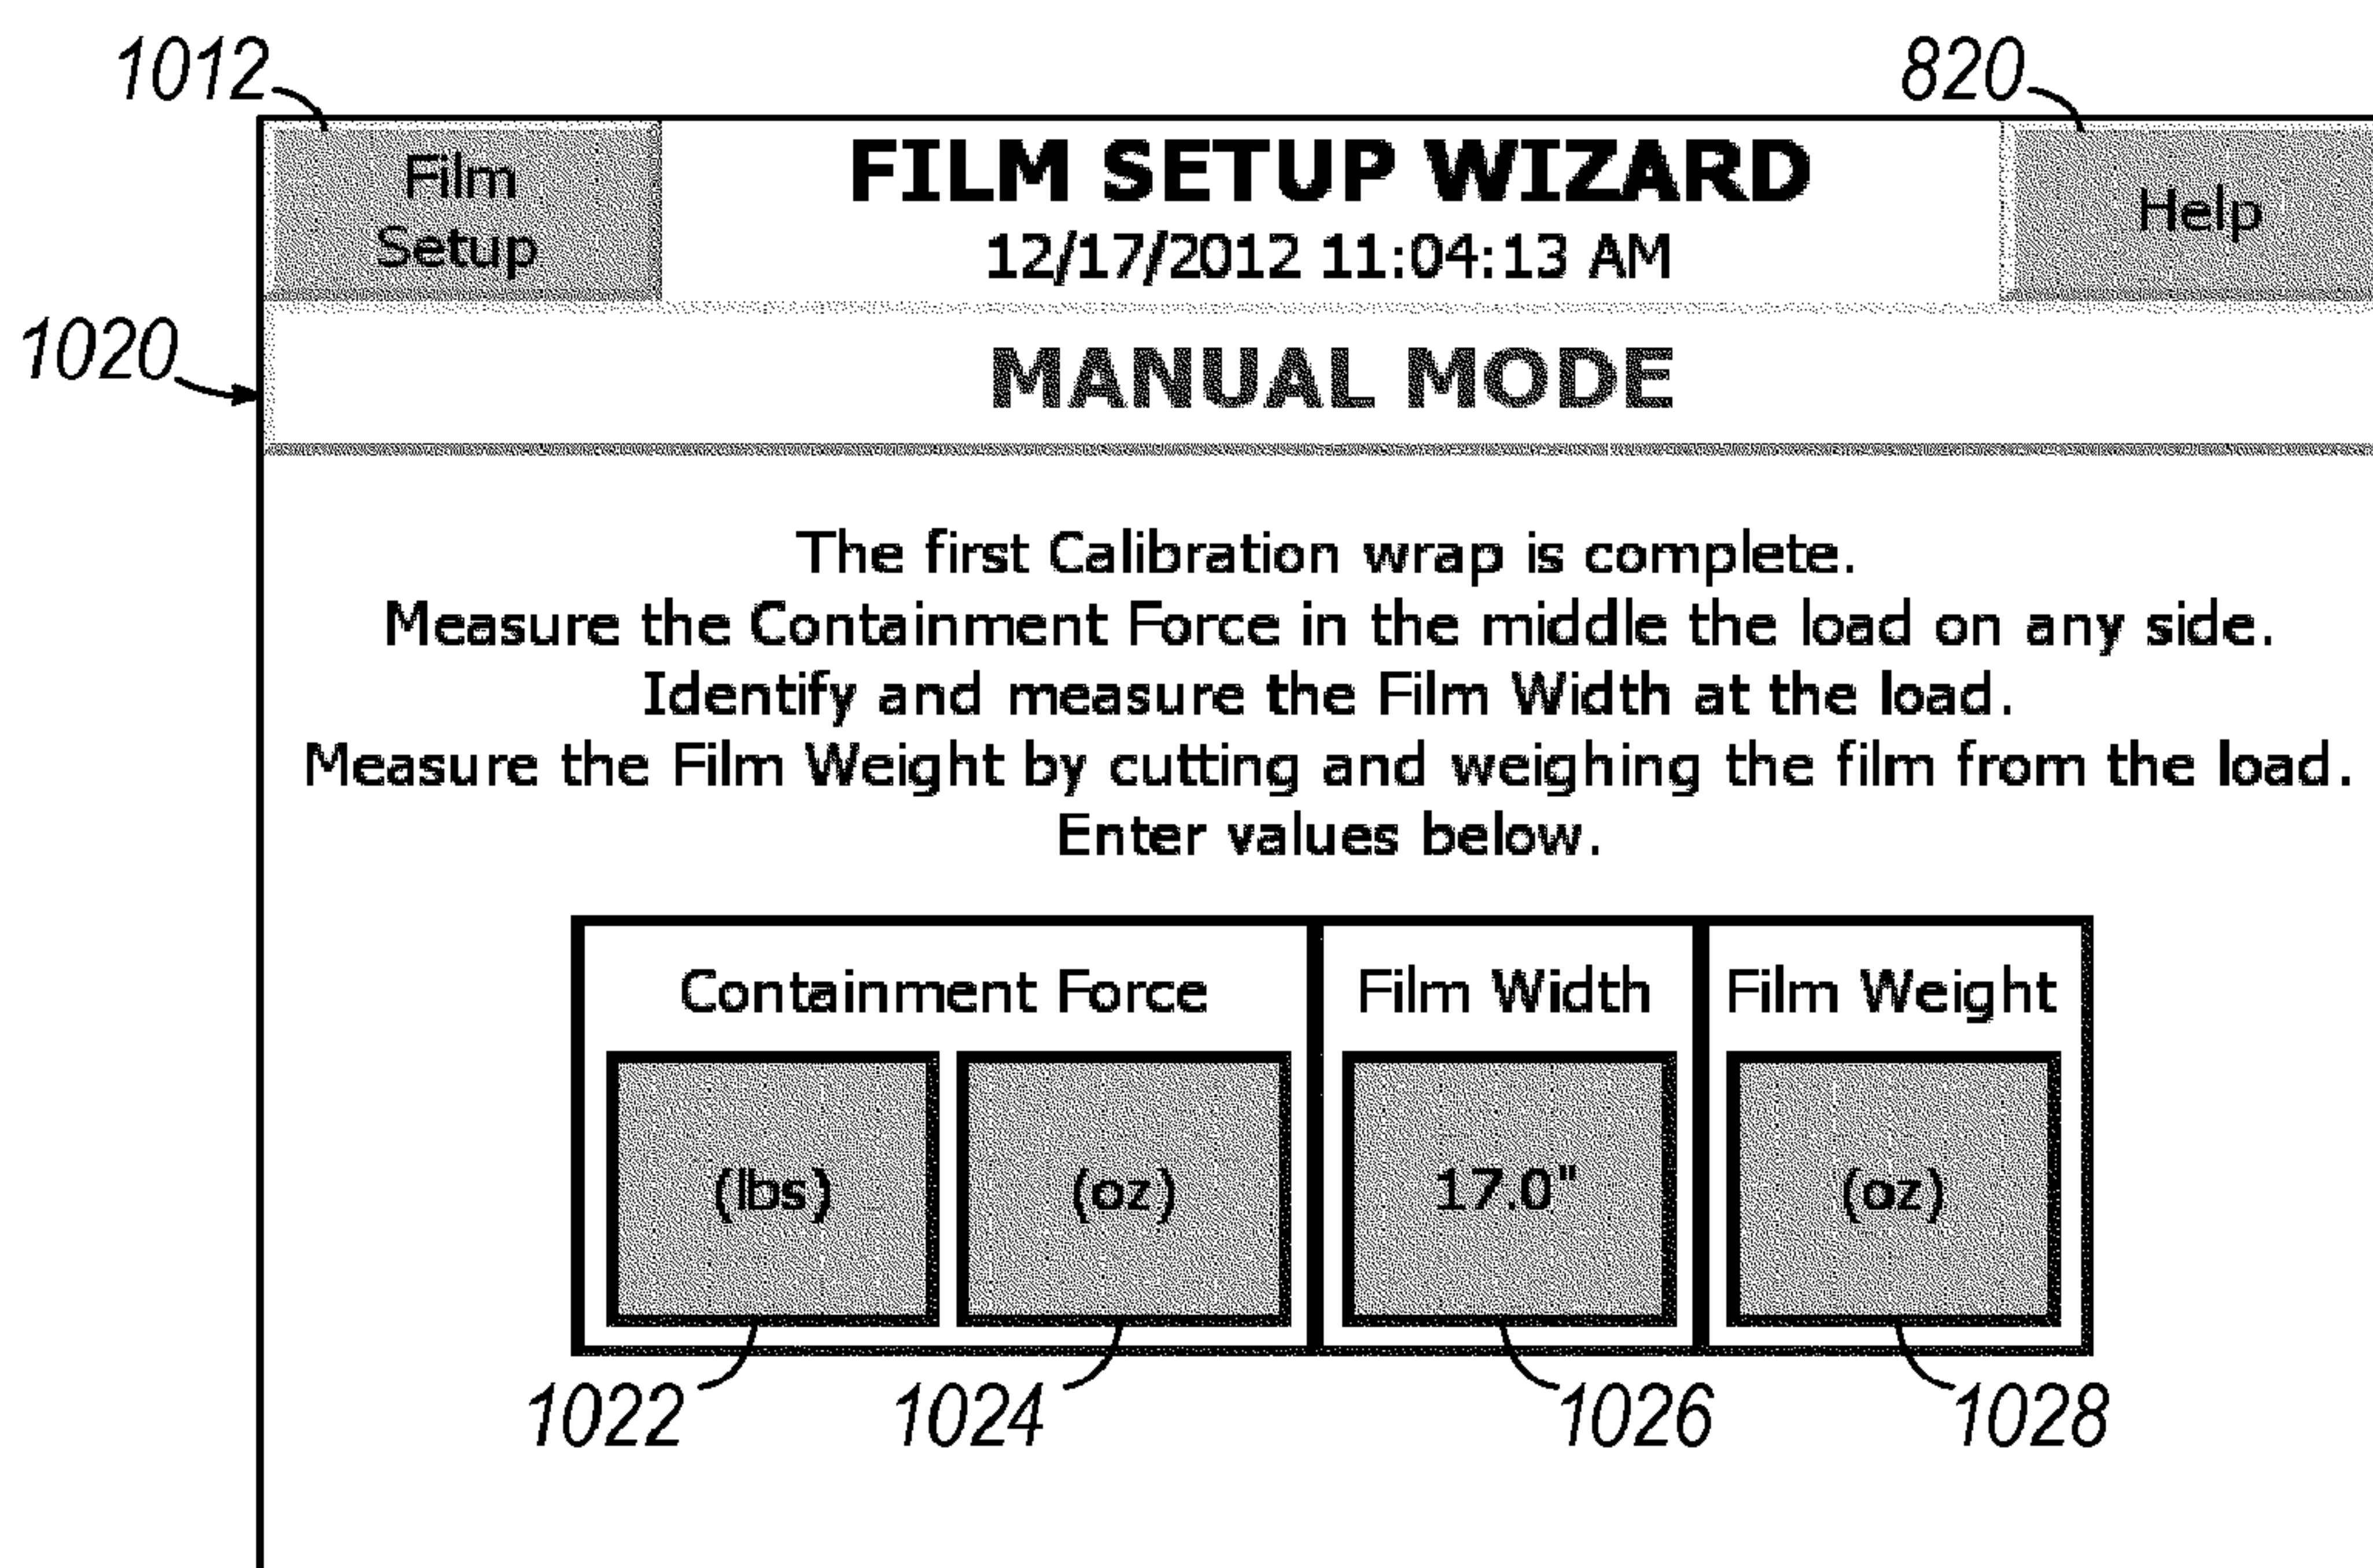 1012
820
Film
Setup
FILM SETUP WIZARD
12/17/2012 11:04:13 AM
Help
1020
MANUAL MODE
The first Calibration wrap is complete.
Measure the Containment Force in the middle the load on any side.
Identify and measure the Film Width at the load.
Measure the Film Weight by cutting and weighing the film from the load.
Enter values below.
Containment Force
Film Width
Film Weight
(lbs)
(oz)
17.0"
(oz)
1022
1024
1026
1028